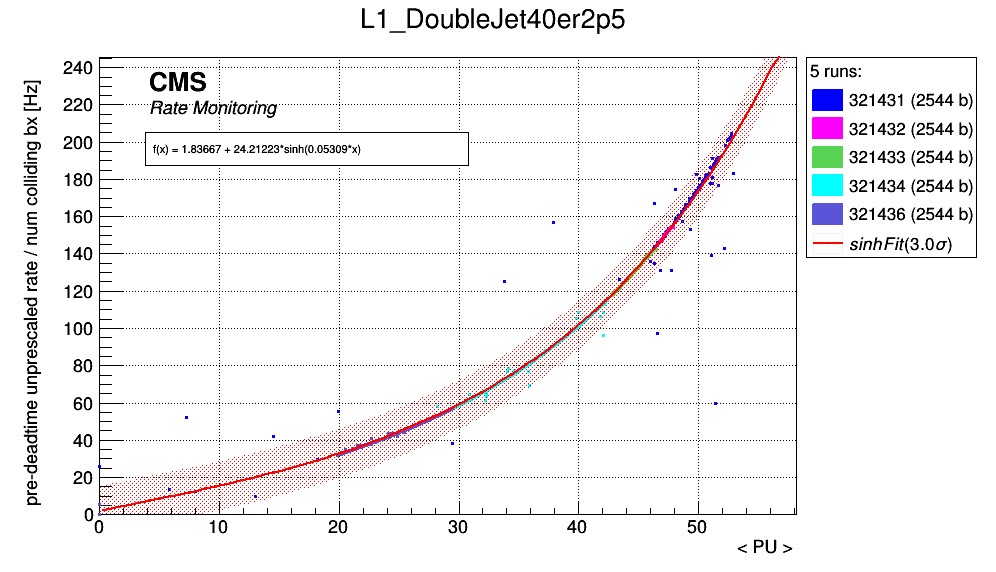 L1_DoubleJet40er2p5
pre-deadtime unprescaled rate / num colliding bx [Hz]
240
220
200
180
160
140
120
100
80
60
40
20
0
CMS
Rate Monitoring
f(x) = 1.83667 + 24.21223*sinh(0.05309*x)
0 10 20 30 40 50
< PU >
5 runs:
321431 (2544 b)
321432 (2544 b)
321433 (2544 b)
321434 (2544 b)
321436 (2544 b)
sinhFit(3.0σ)